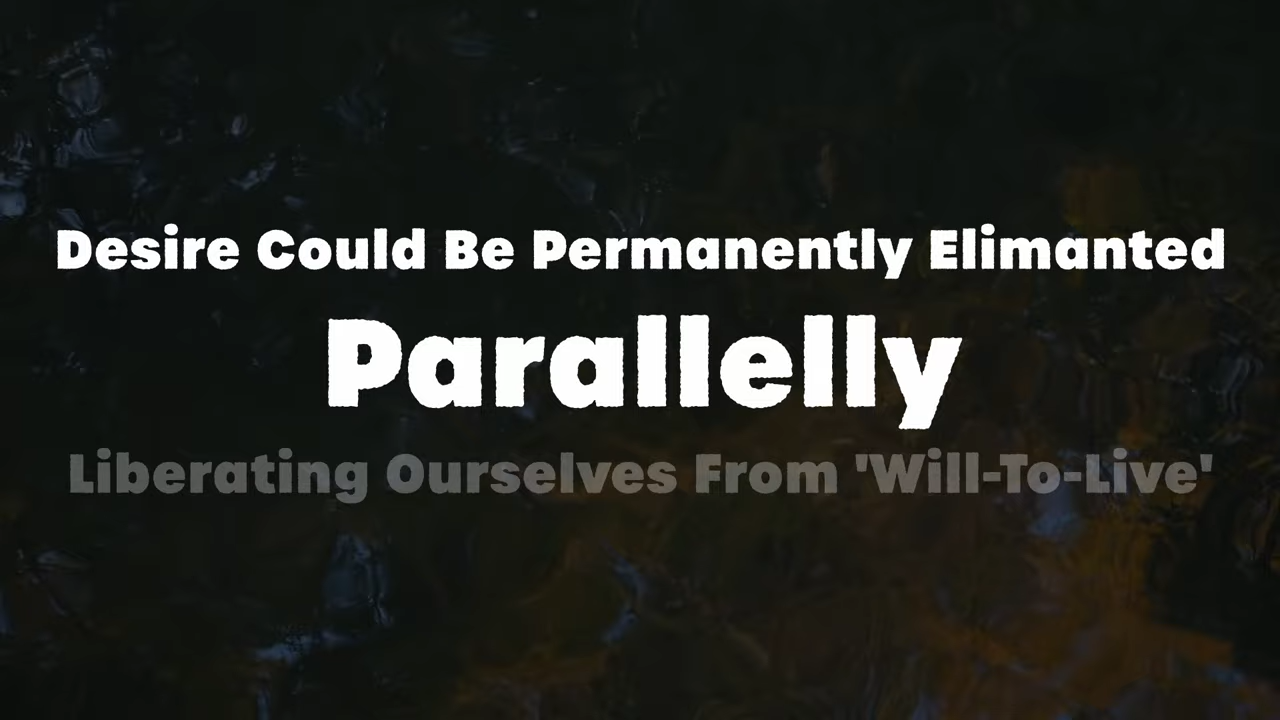 Desire Could Be Permanently Elimanted
Parallelly
Liberating Ourselves From 'Will-To-Live'